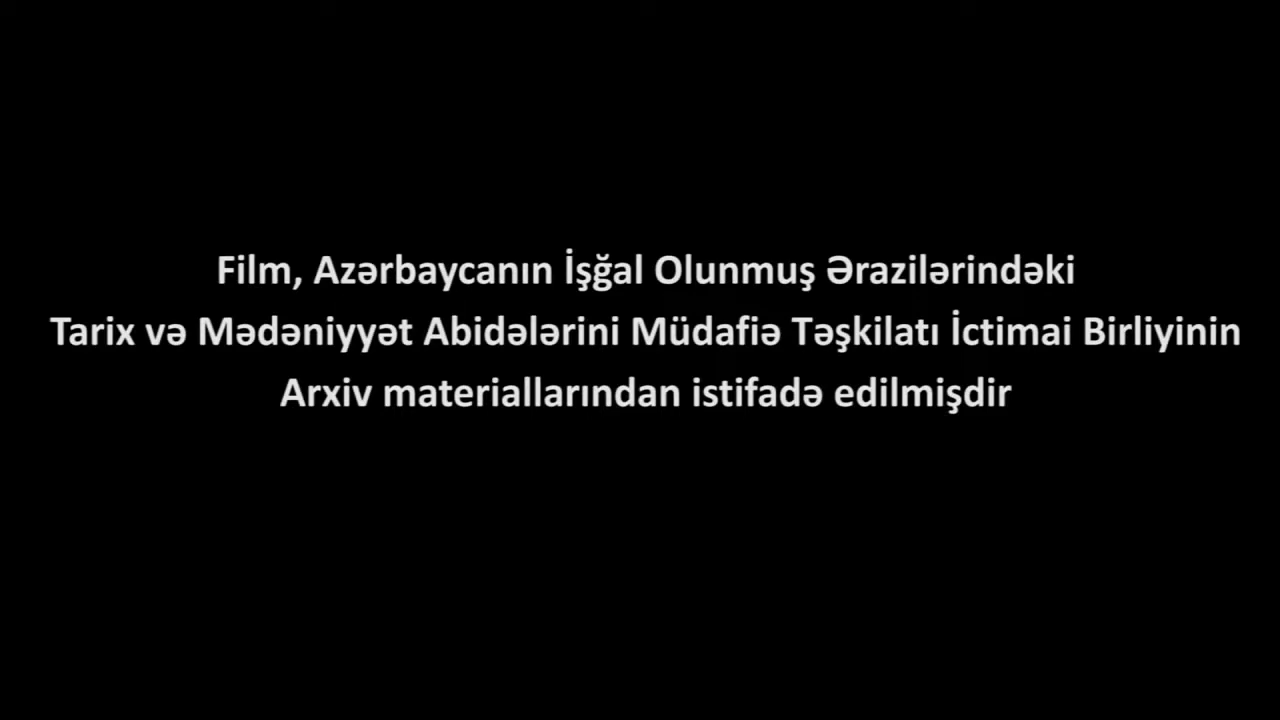 Film, Azərbaycanın İşğal Olunmuş Ərazilərindəki
Tarix və Mədəniyyət Abidələrini Müdafiə Təşkilatı İctimai Birliyinin
Arxiv materiallarından istifadə edilmişdir